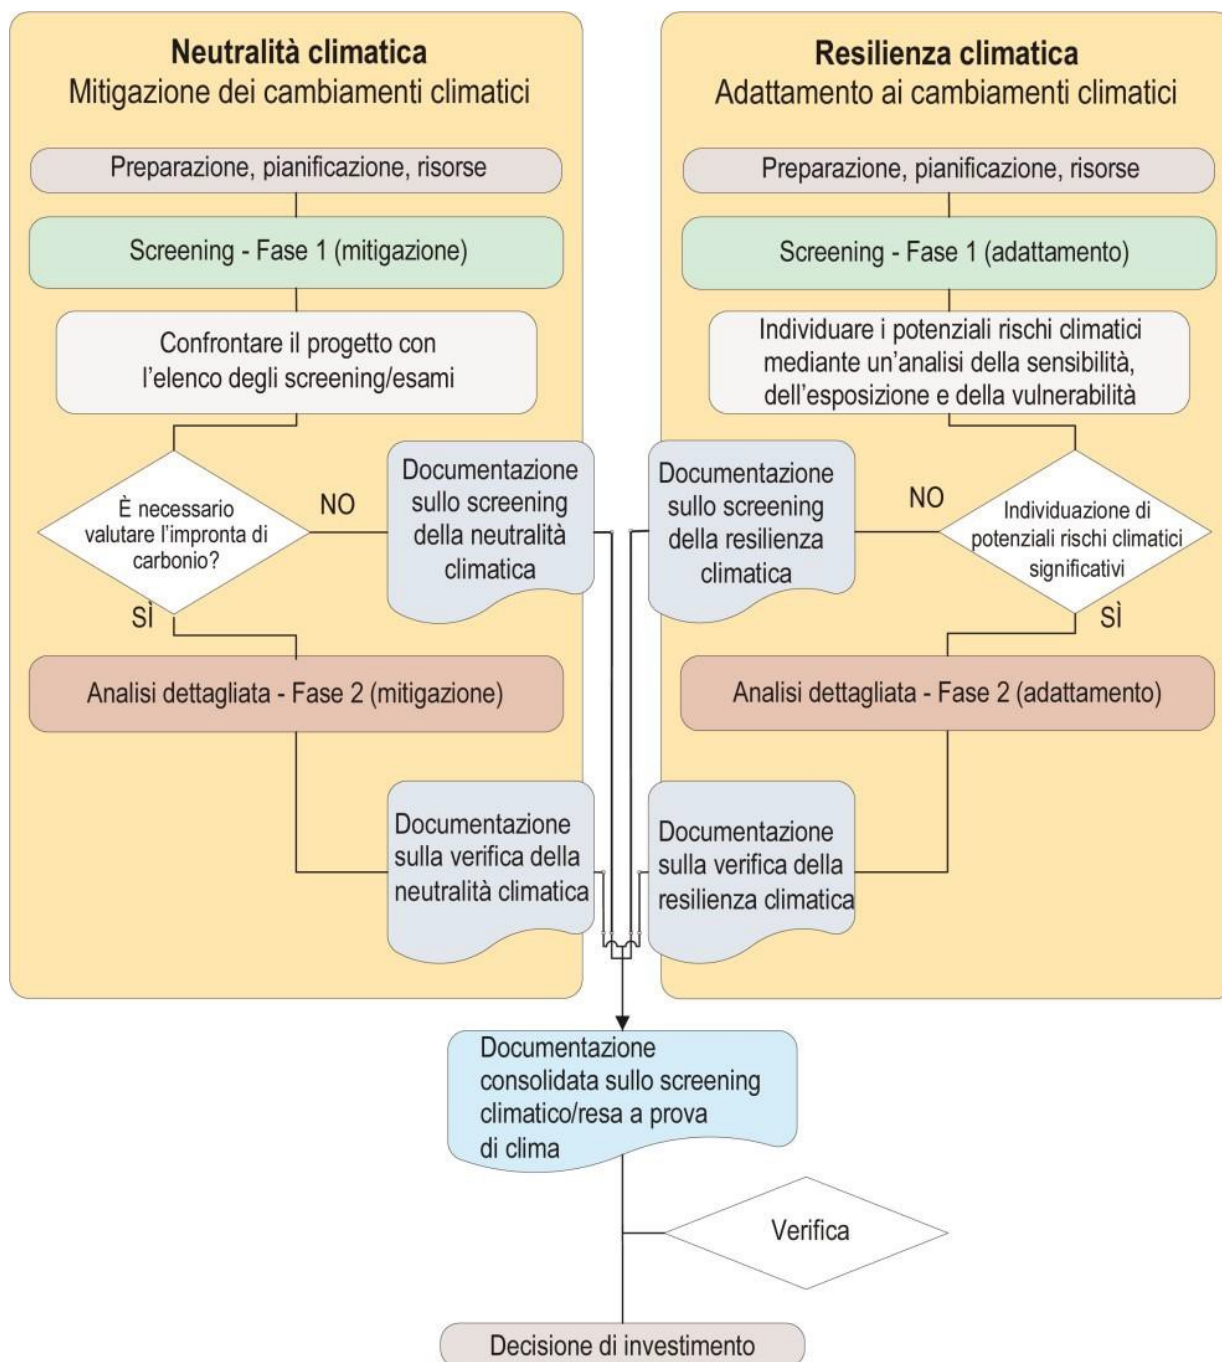 Neutralità climatica
Mitigazione dei cambiamenti climatici
Preparazione, pianificazione, risorse
Screening - Fase 1 (mitigazione)
Confrontare il progetto con
l’elenco degli screening/esami
È necessario
valutare l’impronta di
carbonio?
NO
SÌ
Documentazione
sullo screening
della neutralità
climatica
Analisi dettagliata - Fase 2 (mitigazione)
Documentazione
sulla verifica della
neutralità climatica
Resilienza climatica
Adattamento ai cambiamenti climatici
Preparazione, pianificazione, risorse
Screening - Fase 1 (adattamento)
Individuare i potenziali rischi climatici
mediante un’analisi della sensibilità,
dell’esposizione e della vulnerabilità
Documentazione
sullo screening
della resilienza
climatica
NO
Individuazione di
potenziali rischi climatici
significativi
SÌ
Analisi dettagliata - Fase 2 (adattamento)
Documentazione
sulla verifica della
resilienza climatica
Documentazione
consolidata sullo screening
climatico/resa a prova
di clima
Verifica
Decisione di investimento